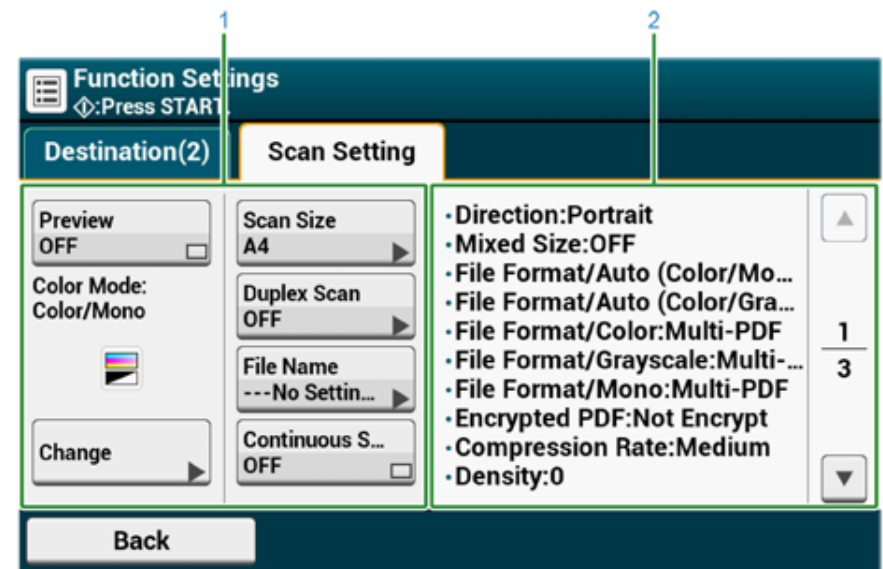 1
2
Function Settings
:Press START.
Destination(2)
Scan Setting
Preview
OFF
Color Mode:
Color/Mono
Change
Scan Size
A4
Duplex Scan
OFF
File Name
---No Settin...
Continuous S...
OFF
•Direction:Portrait
•Mixed Size:OFF
•File Format/Auto (Color/Mo...
•File Format/Auto (Color/Gra...
•File Format/Color:Multi-PDF
•File Format/Grayscale:Multi-...
•File Format/Mono:Multi-PDF
•Encrypted PDF:Not Encrypt
•Compression Rate:Medium
•Density:0
1
3
Back